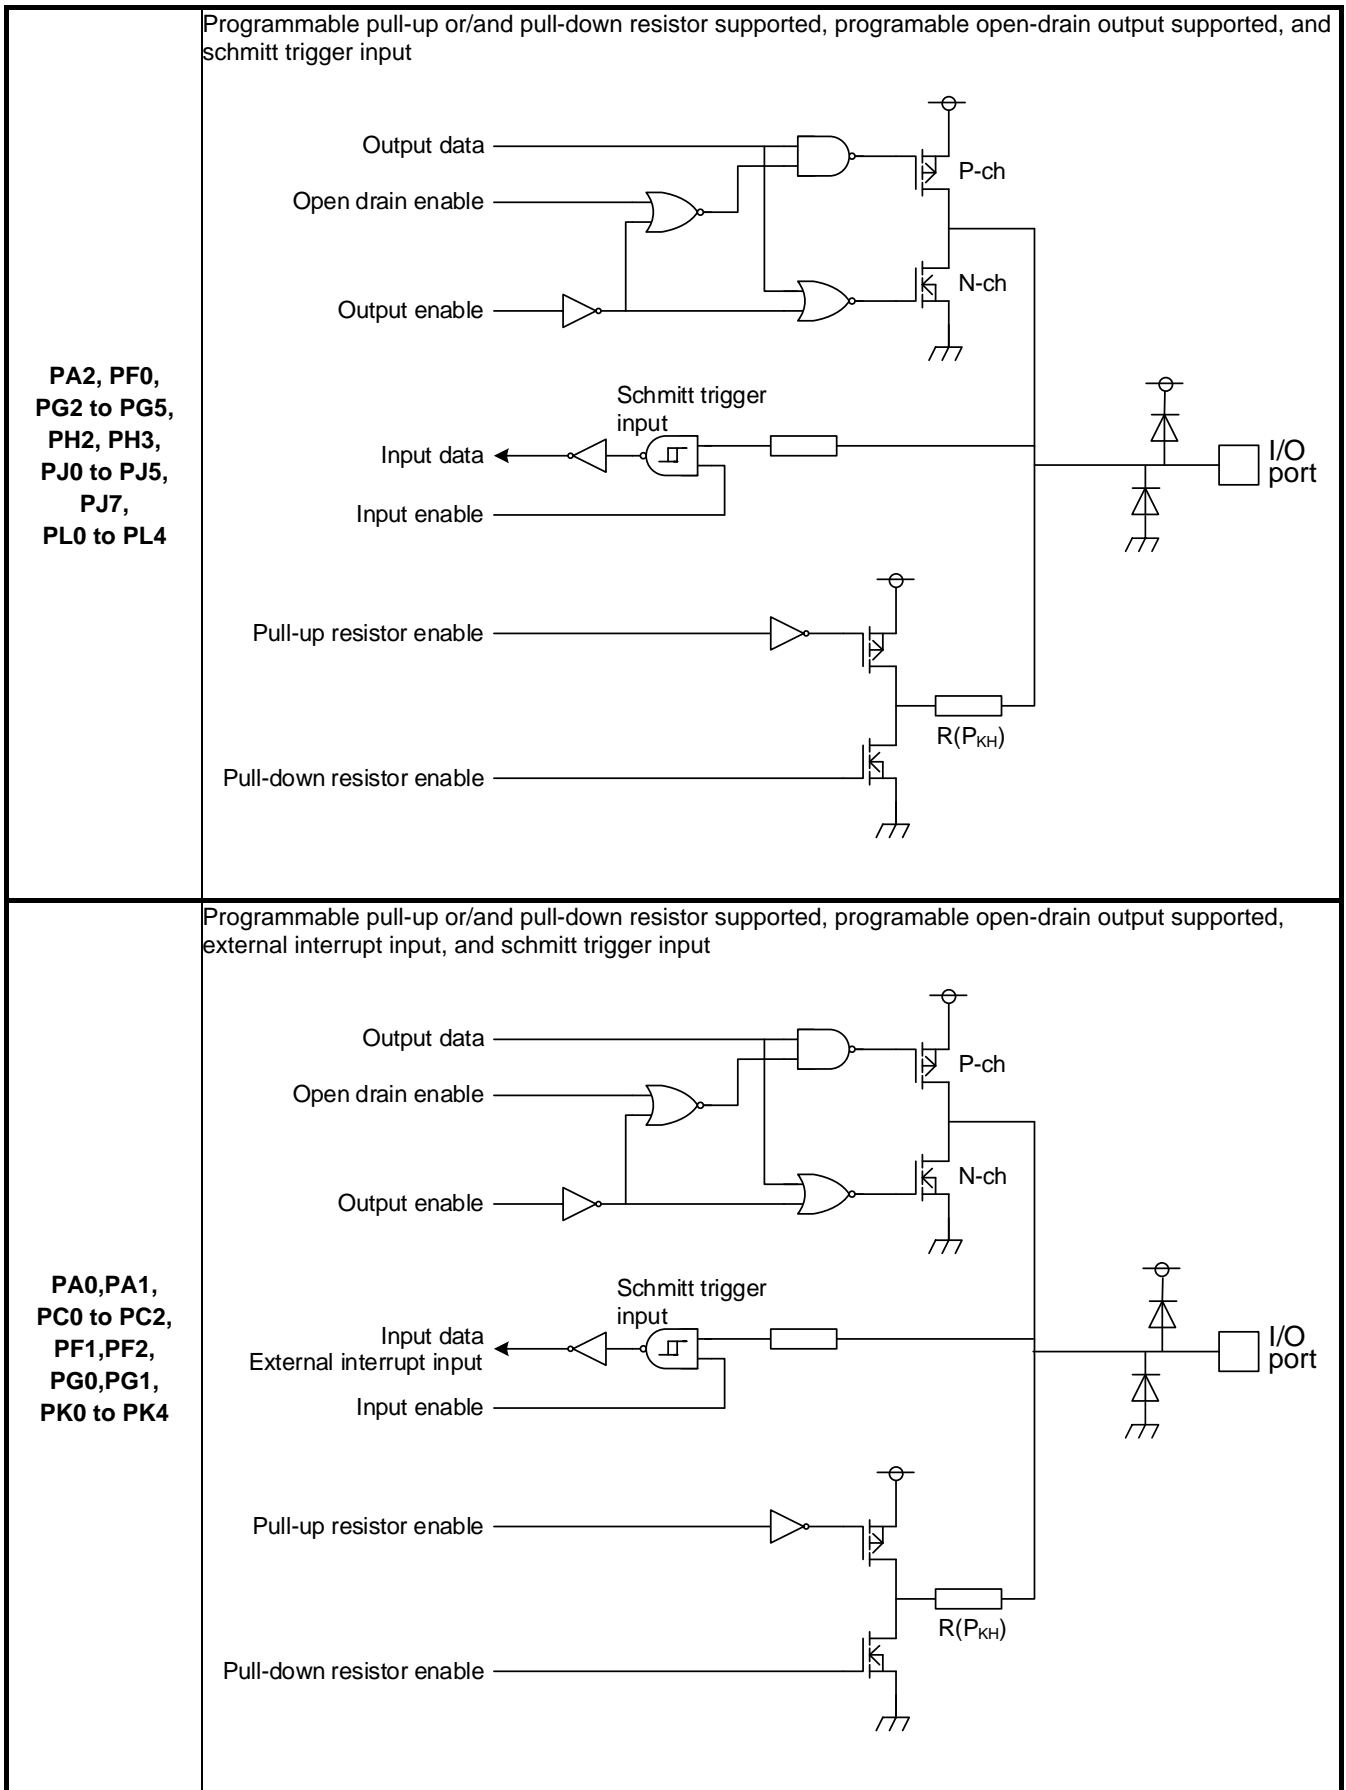 Programmable pull-up or/and pull-down resistor supported, programable open-drain output supported, and
schmitt trigger input
PA2, PF0,
PG2 to PG5,
PH2, PH3,
PJ0 to PJ5,
PJ7,
PL0 to PL4
Output data
P-ch
Open drain enable
N-ch
Output enable
Schmitt trigger
input
Input data
I/O
port
Input enable
Pull-up resistor enable
R(PKH)
Pull-down resistor enable
Programmable pull-up or/and pull-down resistor supported, programable open-drain output supported,
external interrupt input, and schmitt trigger input
PA0,PA1,
PC0 to PC2,
PF1,PF2,
PG0,PG1,
PK0 to PK4
Output data
P-ch
Open drain enable
N-ch
Output enable
Schmitt trigger
input
Input data
External interrupt input
I/O
port
Input enable
Pull-up resistor enable
R(PKH)
Pull-down resistor enable